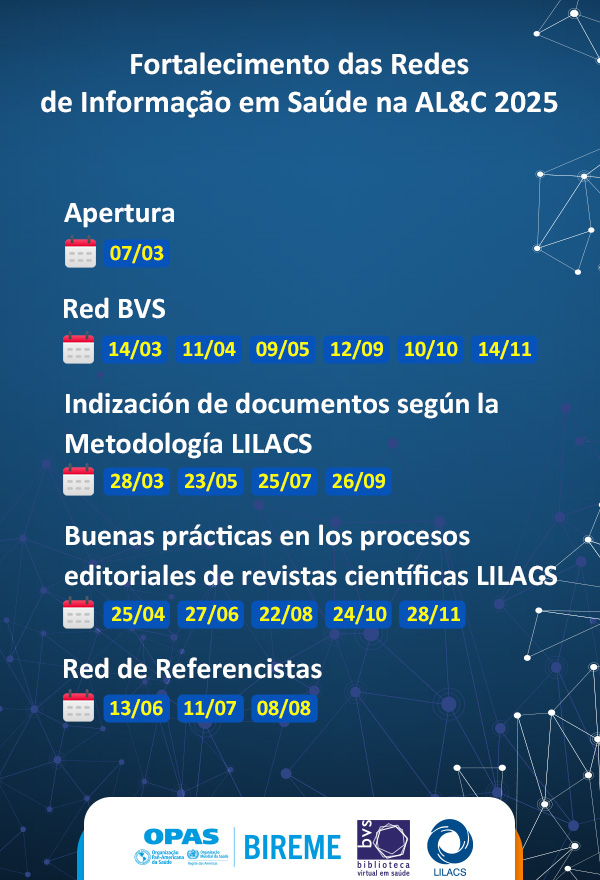 Fortalecimento das Redes
de Informação em Saúde na AL&C 2025
Apertura
07/03
Red BVS
14/03 11/04 09/05 12/09 10/10 14/11
Indización de documentos según la
Metodología LILACS
28/03 23/05 25/07 26/09
Buenas prácticas en los procesos
editoriales de revistas científicas LILACS
25/04 27/06 22/08 24/10 28/11
Red de Referencistas
13/06 11/07 08/08
OPAS
Organização
Pan-Americana
da Saúde
Organização
Mundial da Saúde
Região das Américas
BIREME
bvs
biblioteca
virtual em saúde
LILACS